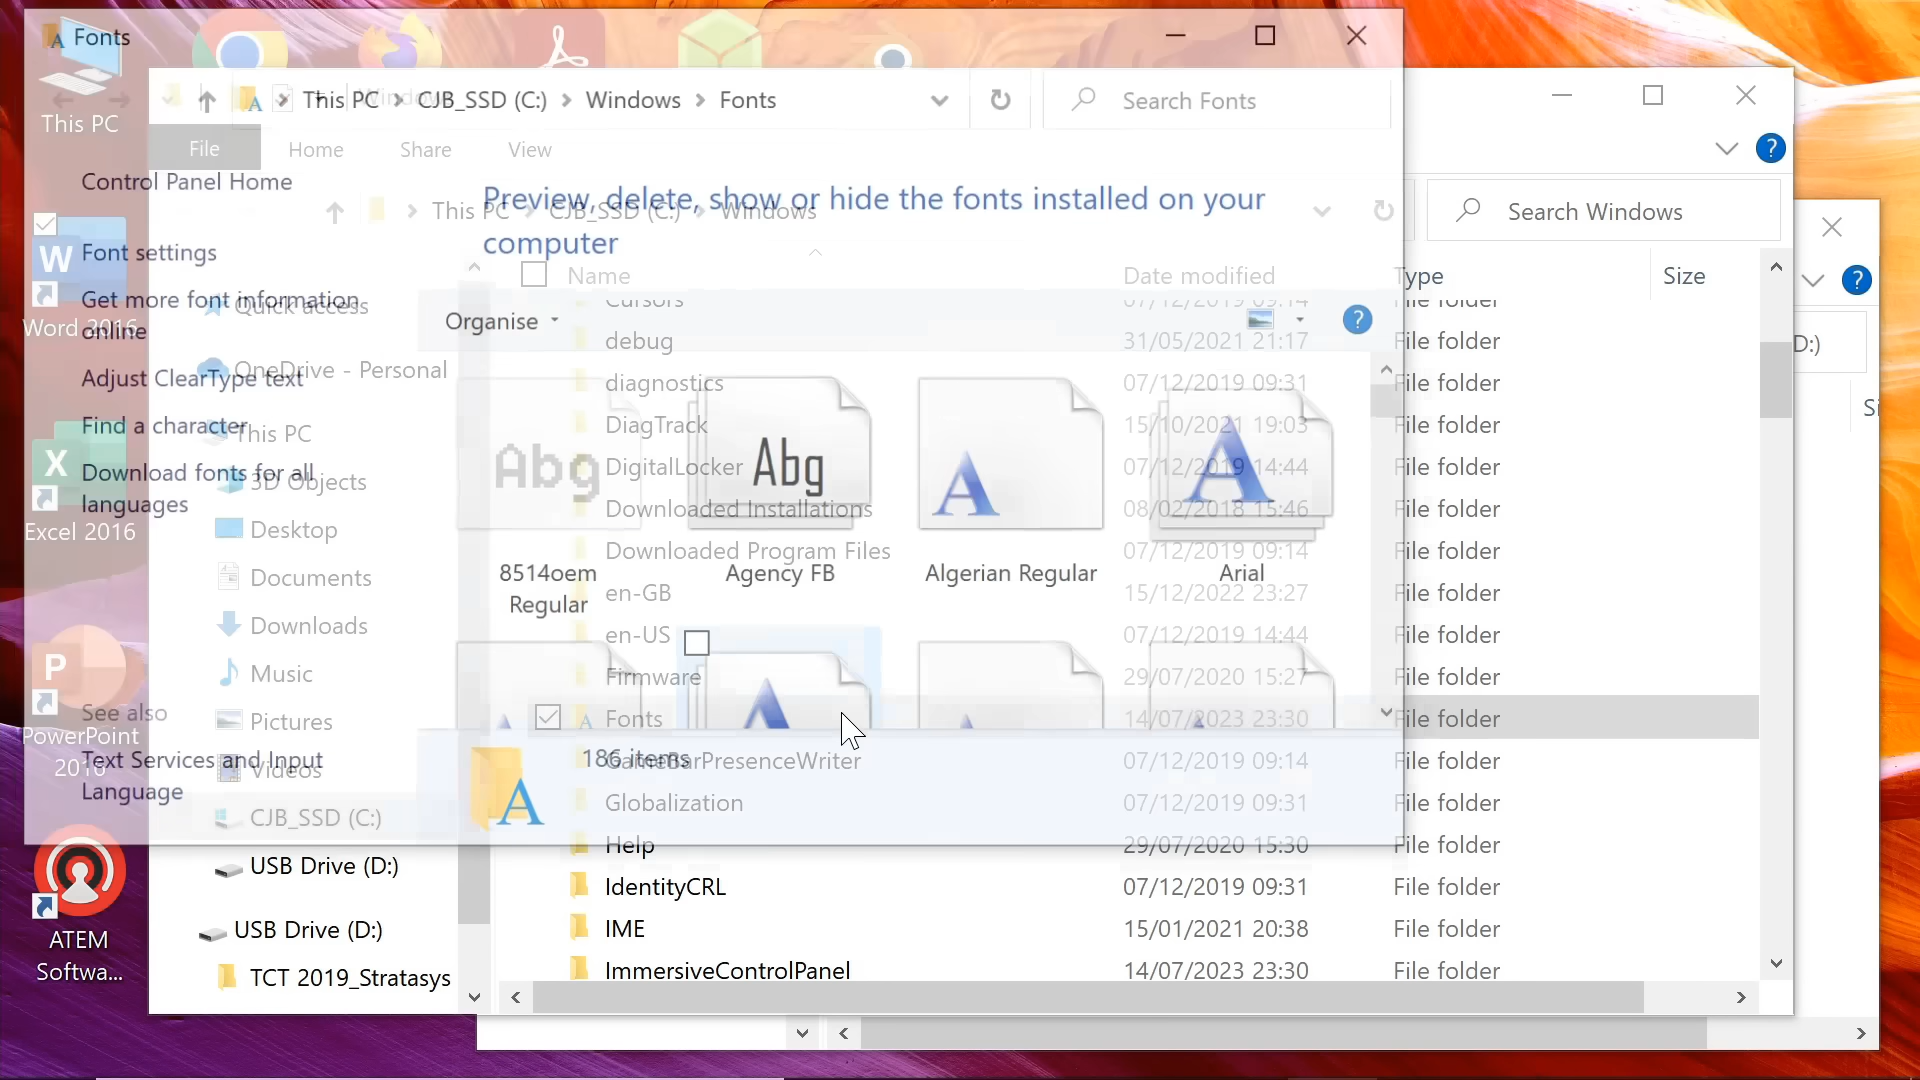 Fonts
This PC
CJB_SSD (C:)
Windows
Fonts
Search Fonts
This PC
File
Home
Share
View
Control Panel Home
Preview, delete, show or hide the fonts installed on your
computer
This PC
CJB_SSD (C:)
Windows
Search Windows
Font settings
Name
Date modified
Type
Size
Get more font information
online
Quick access
Word 2016
Organise
Cursors
07/12/2019 09:14
File folder
debug
31/05/2021 21:17
File folder
D:)
Adjust ClearType text
OneDrive - Personal
diagnostics
07/12/2019 09:31
File folder
Si
Find a character
This PC
DiagTrack
15/10/2021 19:03
File folder
Abg
Abg
Download fonts for all
languages
3D Objects
DigitalLocker
07/12/2019 14:44
File folder
Excel 2016
Desktop
Downloaded Installations
08/02/2018 15:46
File folder
Downloaded Program Files
07/12/2019 09:14
File folder
8514oem
Regular
Agency FB
Algerian Regular
Arial
Documents
en-GB
15/12/2022 23:27
File folder
Downloads
en-US
07/12/2019 14:44
File folder
Music
Firmware
29/07/2020 15:27
File folder
See also
PowerPoint
2016
Pictures
Fonts
14/07/2023 23:30
File folder
Text Services and Input
Language
Videos
186 items
GameBarPresenceWriter
07/12/2019 09:14
File folder
CJB_SSD (C:)
Globalization
07/12/2019 09:31
File folder
Help
29/07/2020 15:30
File folder
USB Drive (D:)
IdentityCRL
07/12/2019 09:31
File folder
USB Drive (D:)
IME
15/01/2021 20:38
File folder
ATEM
Softwa...
TCT 2019_Stratasys
ImmersiveControlPanel
14/07/2023 23:30
File folder